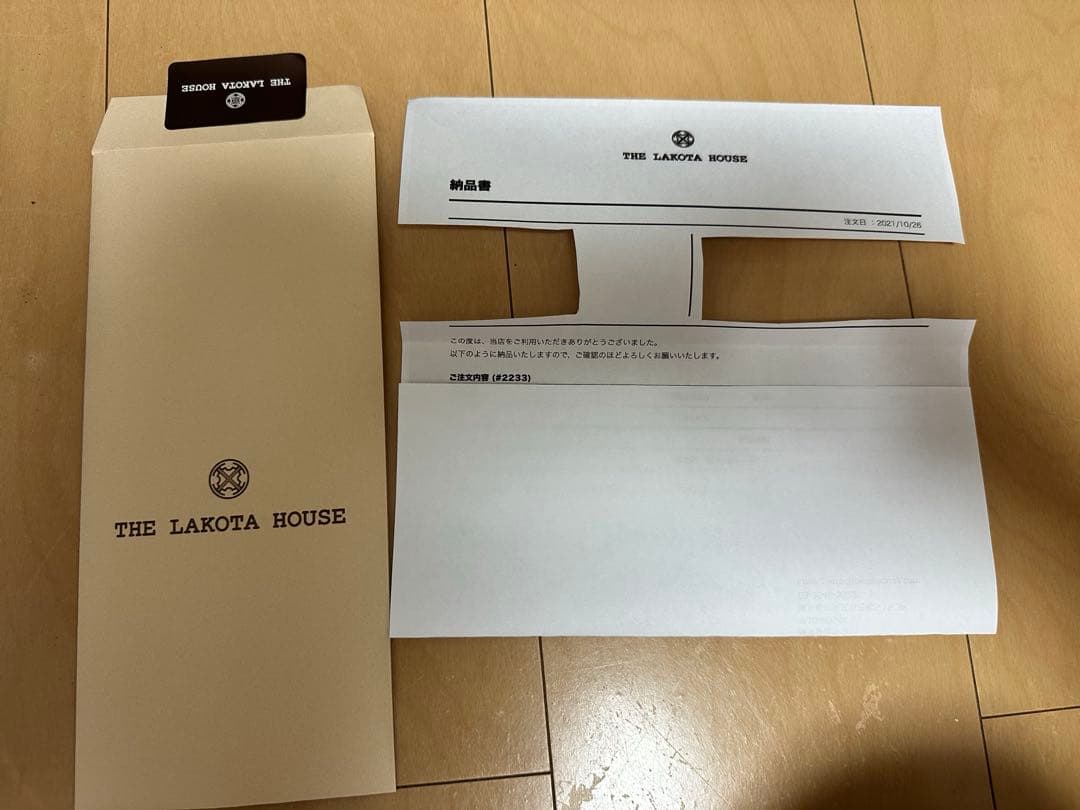 THE LAKOTA HOUSE
THE LAKOTA HOUSE
THE LAKOTA HOUSE
納品書
注文日 : 2021/10/26
この度は、当店をご利用いただきありがとうございました。
以下のように納品いたしますので、ご確認のほどよろしくお願いいたします。
ご注文内容 (#2233)